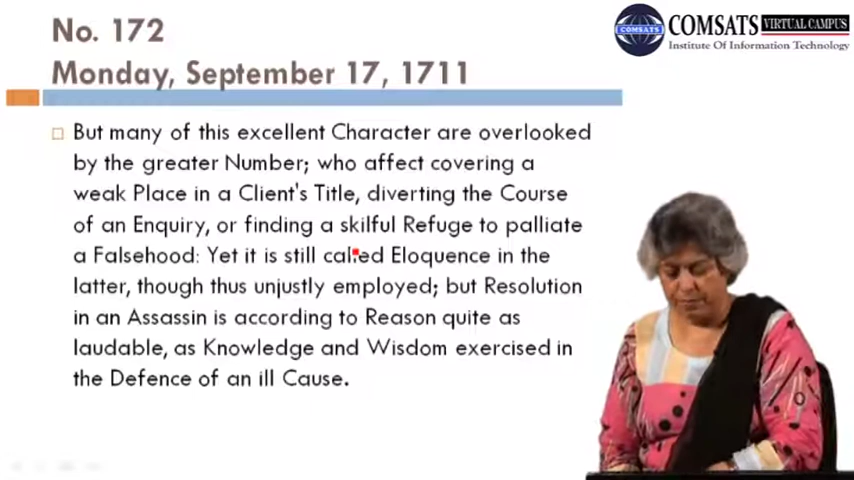 No. 172
Monday, September 17, 1711
COMSATS VIRTUAL CAMPUS
Institute Of Information Technology
But many of this excellent Character are overlooked
by the greater Number; who affect covering a
weak Place in a Client's Title, diverting the Course
of an Enquiry, or finding a skilful Refuge to palliate
a Falsehood: Yet it is still called Eloquence in the
latter, though thus unjustly employed; but Resolution
in an Assassin is according to Reason quite as
laudable, as Knowledge and Wisdom exercised in
the Defence of an ill Cause.